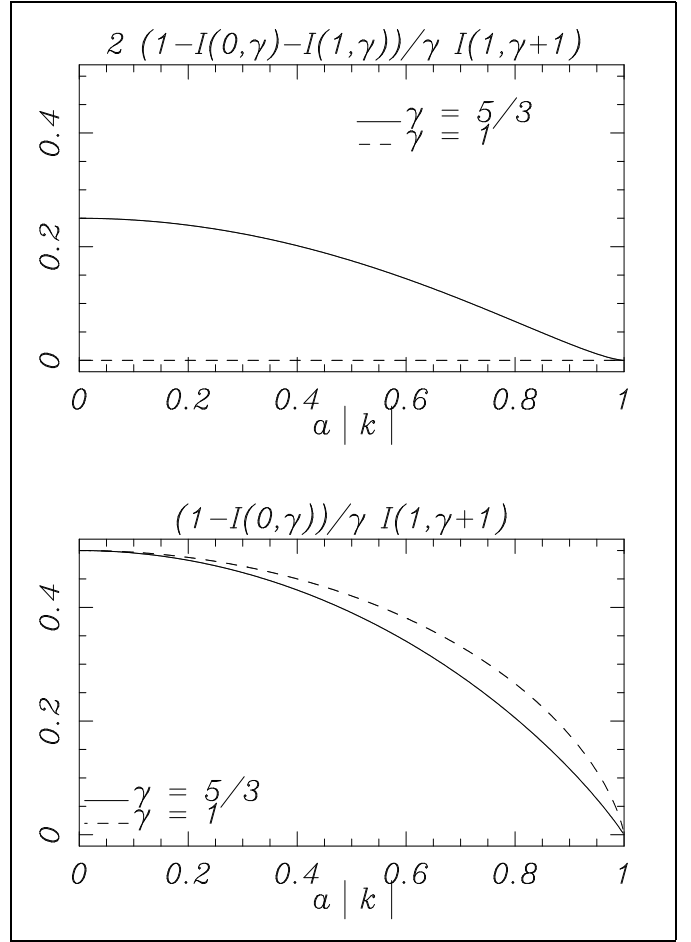 2 (1−I(0,γ)−I(1,γ))/γ I(1,γ+1)
γ = 5/3
γ = 1
0.4
0.2
0
0 0.2 0.4 0.6 0.8 1
a | k |
(1−I(0,γ))/γ I(1,γ+1)
0.4
0.2
0
γ = 5/3
γ = 1
0 0.2 0.4 0.6 0.8 1
a | k |